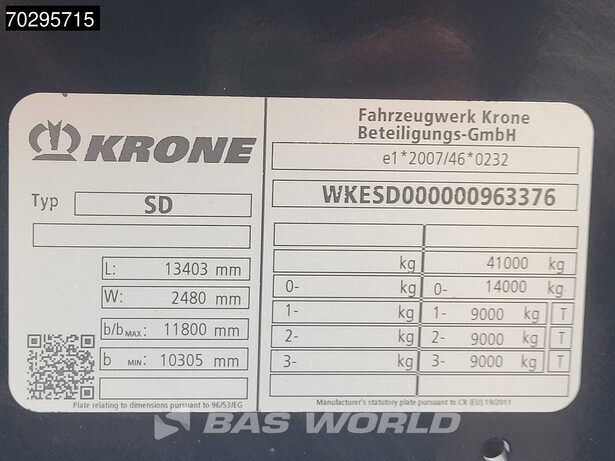 70295715
KRONE
Fahrzeugwerk Krone
Beteiligungs-GmbH
e1*2007/46*0232
Typ SD
WKESD000000963376
kg 41000 kg
0- kg 0- 14000 kg
1- kg 1- 9000 kg T
2- kg 2- 9000 kg T
3- kg 3- 9000 kg T
L: 13403 mm
W: 2480 mm
b/bMAX: 11800 mm
b MIN: 10305 mm
Plate relating to dimensions pursuant to 96/53/EG
Manufacturer's statutory plate pursuant to CR (EU) 19/2011
BAS WORLD